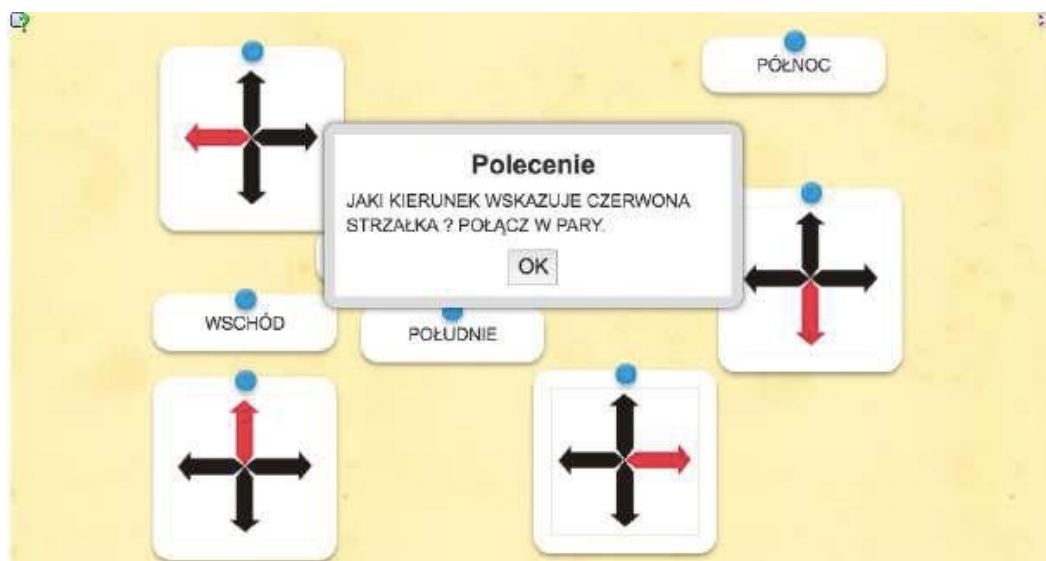 PÓŁNOC
Polecenie
JAKI KIERUNEK WSKAZUJE CZERWONA
STRZAŁKA ? POŁĄCZ W PARY.
OK
WSCHÓD
POŁUDNIE